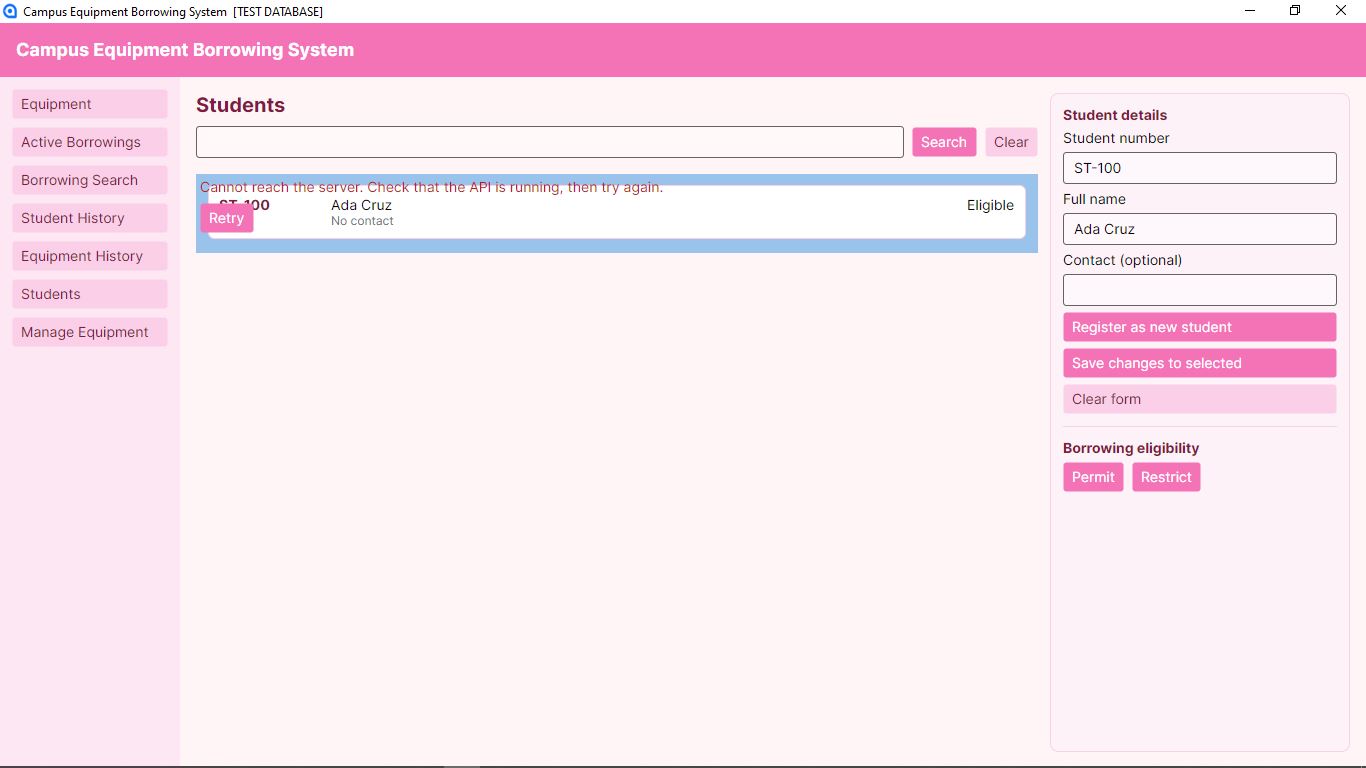 Campus Equipment Borrowing System [TEST DATABASE]
Campus Equipment Borrowing System
Equipment
Active Borrowings
Borrowing Search
Student History
Equipment History
Students
Manage Equipment
Students
Search
Clear
Cannot reach the server. Check that the API is running, then try again.
ST-100
Ada Cruz
Eligible
Retry
No contact
Student details
Student number
ST-100
Full name
Ada Cruz
Contact (optional)
Register as new student
Save changes to selected
Clear form
Borrowing eligibility
Permit
Restrict